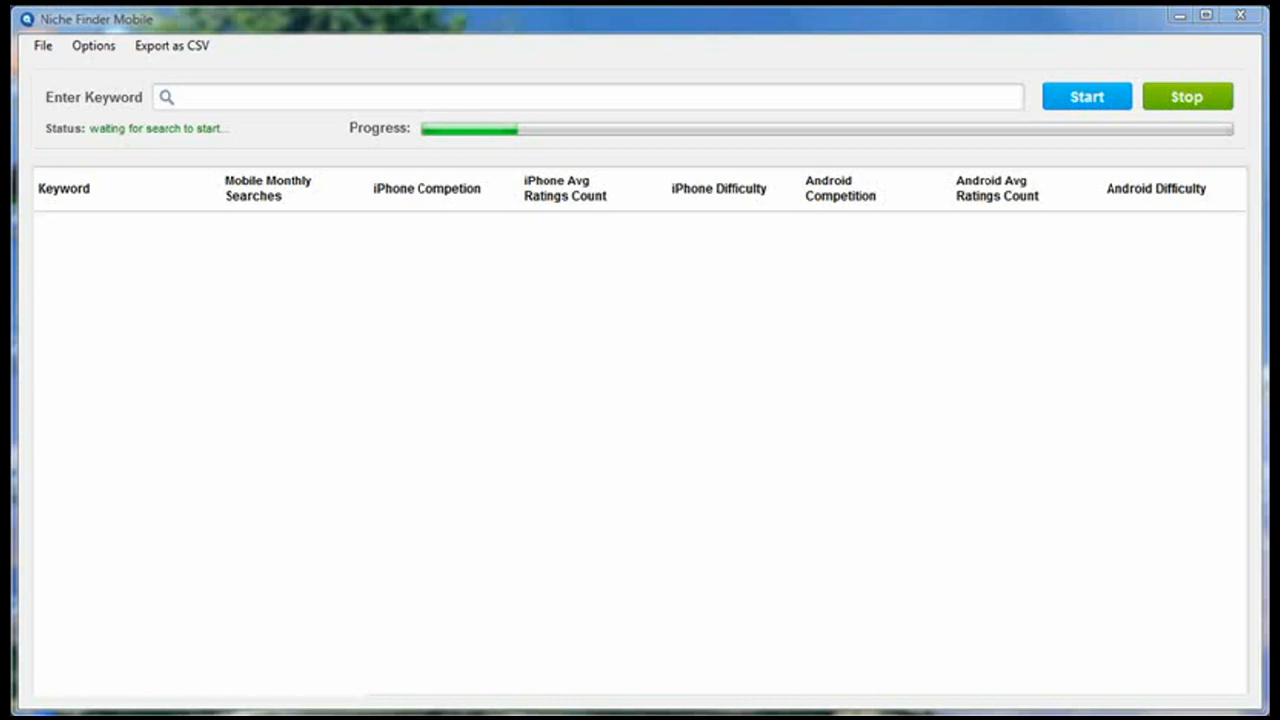 Niche Finder Mobile
File Options Export as CSV
Enter Keyword Start Stop
Status: waiting for search to start... Progress:
Keyword Mobile Monthly Searches iPhone Competion iPhone Avg Ratings Count iPhone Difficulty Android Competition Android Avg Ratings Count Android Difficulty